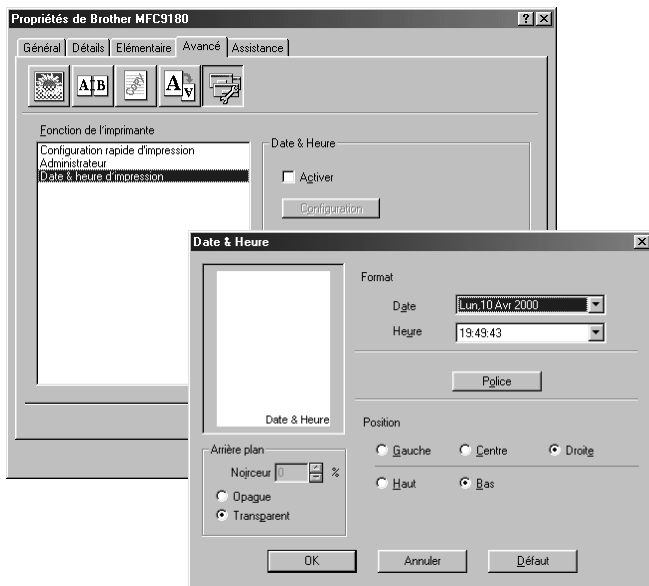 Propriétés de Brother MFC9180
Général Détails Elémentaire Avancé Assistance
A B
A V
Fonction de l'imprimante
Configuration rapide d'impression
Administrateur
Date & heure d'impression
Date & Heure
Activer
Configuration
Date & Heure
Date & Heure
Arrière plan
Noirceur 0 %
Opague
Transparent
Format
Date Lun,10 Avr 2000
Heure 19:49:43
Police
Position
Gauche Centre Droite
Haut Bas
OK Annuler Défaut